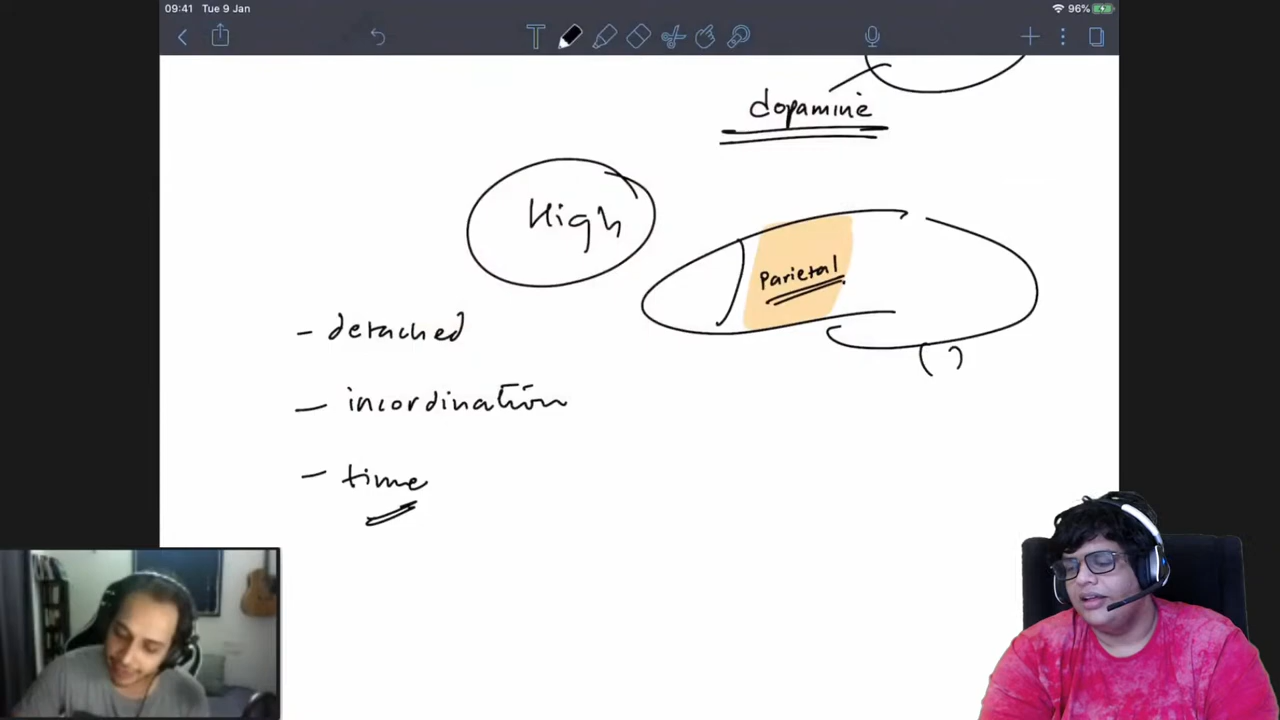 09:41 Tue 9 Jan
96%
T
dopamine
High
Parietal
- detached
- incordination
- time